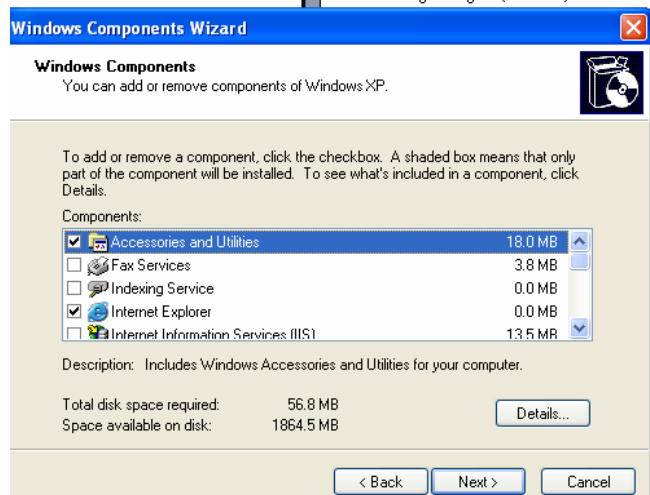 Windows Components Wizard
Windows Components
You can add or remove components of Windows XP.
To add or remove a component, click the checkbox. A shaded box means that only
part of the component will be installed. To see what's included in a component, click
Details.
Components:
Accessories and Utilities 18.0 MB
Fax Services 3.8 MB
Indexing Service 0.0 MB
Internet Explorer 0.0 MB
Internet Information Services (IIS) 13.5 MB
Description: Includes Windows Accessories and Utilities for your computer.
Total disk space required: 56.8 MB
Details...
Space available on disk: 1864.5 MB
< Back Next > Cancel